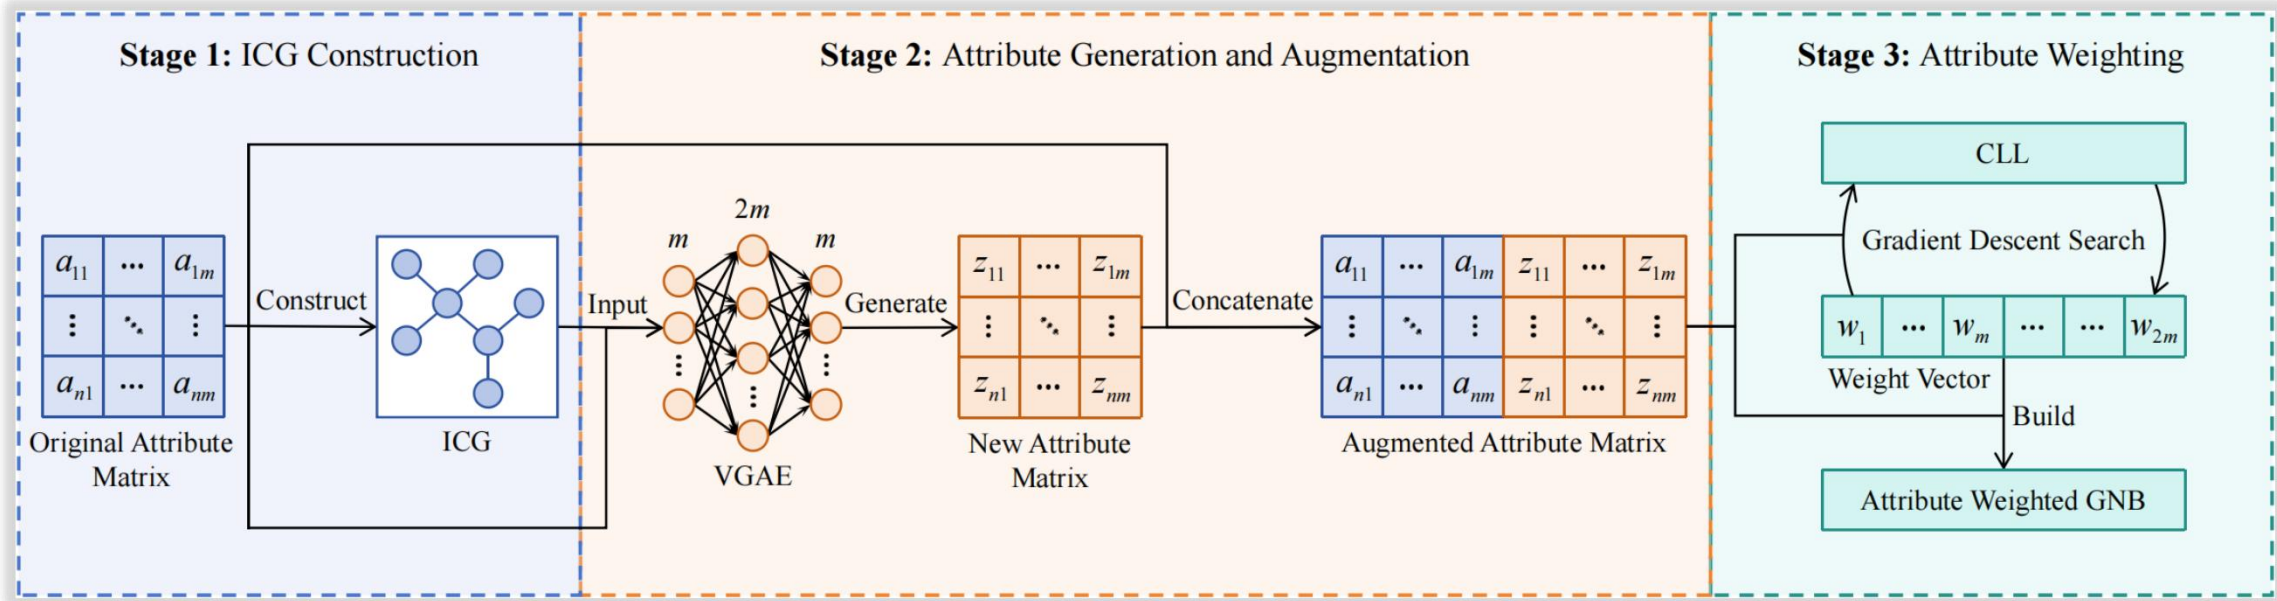 Stage 1: ICG Construction
Stage 2: Attribute Generation and Augmentation
Stage 3: Attribute Weighting
a₁₁ ⋯ a₁ₘ
⋮ ⋱ ⋮
aₙ₁ ⋯ aₙₘ
Original Attribute
Matrix
Construct
ICG
Input
m
2m
m
⋮ ⋮ ⋮
VGAE
Generate
z₁₁ ⋯ z₁ₘ
⋮ ⋱ ⋮
zₙ₁ ⋯ zₙₘ
New Attribute
Matrix
Concatenate
a₁₁ ⋯ a₁ₘ z₁₁ ⋯ z₁ₘ
⋮ ⋱ ⋮ ⋮ ⋱ ⋮
aₙ₁ ⋯ aₙₘ zₙ₁ ⋯ zₙₘ
Augmented Attribute Matrix
CLL
Gradient Descent Search
w₁ ⋯ wₘ ⋯ ⋯ w₂ₘ
Weight Vector
Build
Attribute Weighted GNB